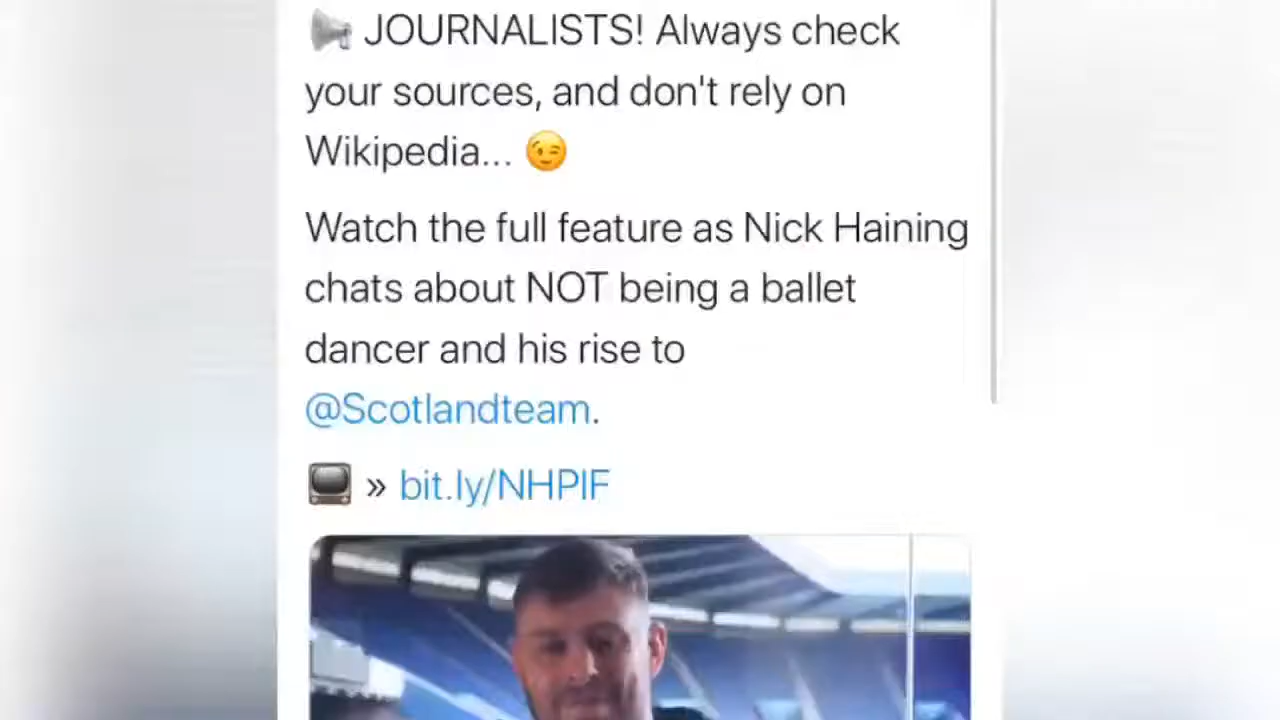 📢 JOURNALISTS! Always check
your sources, and don't rely on
Wikipedia... 😉
Watch the full feature as Nick Haining
chats about NOT being a ballet
dancer and his rise to
@Scotlandteam.
📺 » bit.ly/NHPIF